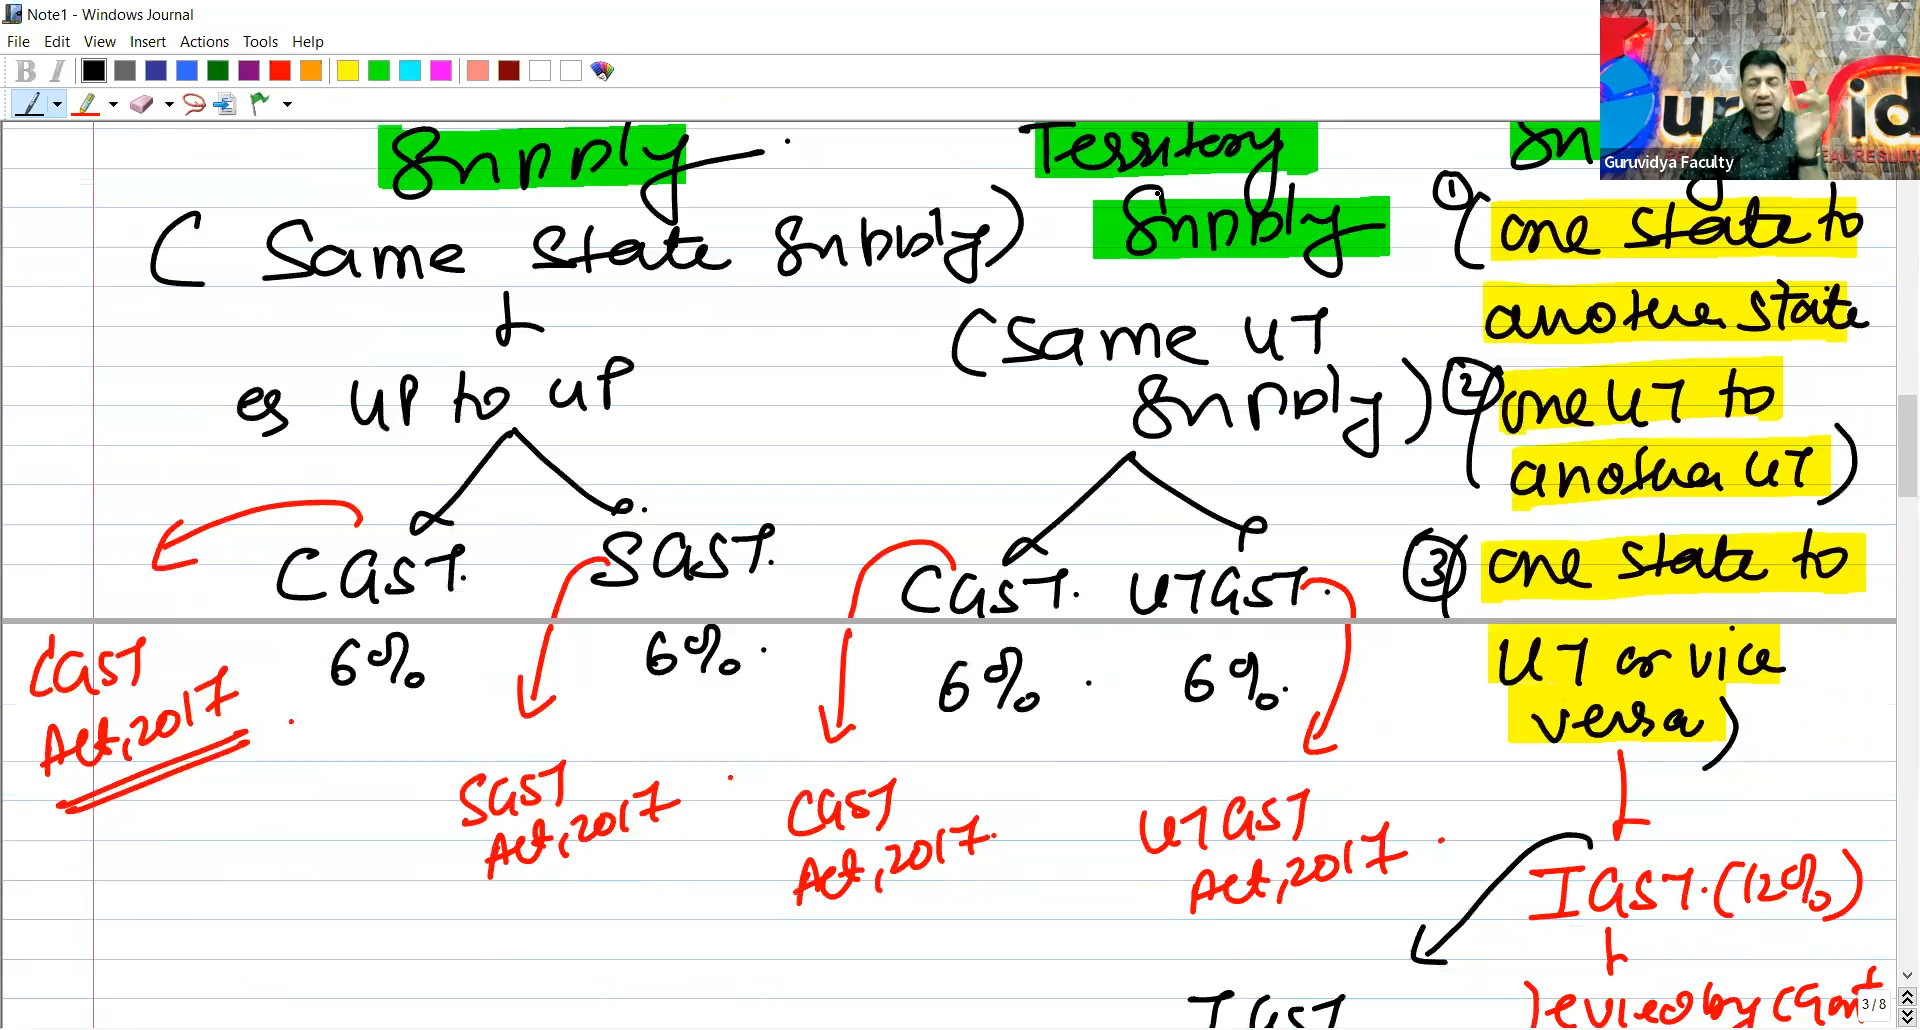 Note1 - Windows Journal
File Edit View Insert Actions Tools Help
B I
Guruvidya Faculty
Supply
(Same state Supply)
eg UP to UP
CGST. SGST.
6% 6%
CGST
Act, 2017
SGST
Act, 2017
Territory
Supply
(Same UT
Supply)
CGST. UTGST.
6% 6%
CGST
Act, 2017
UTGST
Act, 2017
① (one state to
another state
② one UT to
another UT)
③ one state to
UT or vice
versa)
IGST. (12%)
levied by CGovt
IGST
3 / 8